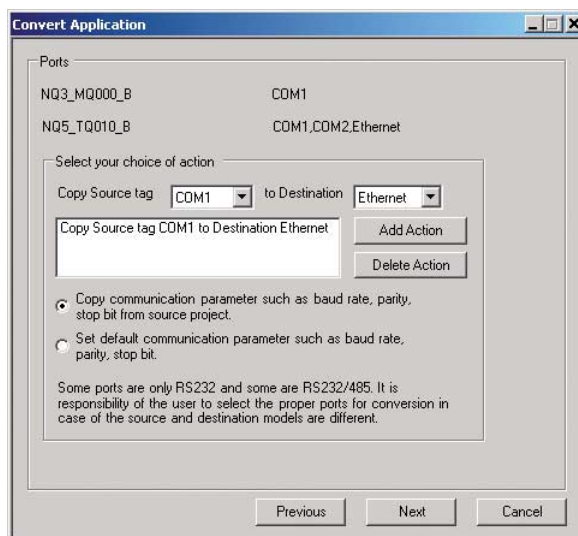 Convert Application
Ports
NQ3_MQ000_B COM1
NQ5_TQ010_B COM1,COM2,Ethernet
Select your choice of action
Copy Source tag COM1 to Destination Ethernet
Copy Source tag COM1 to Destination Ethernet
Add Action
Delete Action
Copy communication parameter such as baud rate, parity,
stop bit from source project.
Set default communication parameter such as baud rate,
parity, stop bit.
Some ports are only RS232 and some are RS232/485. It is
responsibility of the user to select the proper ports for conversion in
case of the source and destination models are different.
Previous Next Cancel